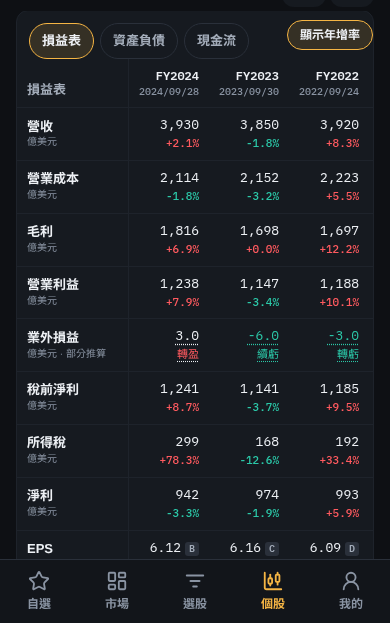 損益表 資產負債 現金流 顯示年增率
損益表 FY2024 FY2023 FY2022
2024/09/28 2023/09/30 2022/09/24
營收 3,930 3,850 3,920
億美元 +2.1% -1.8% +8.3%
營業成本 2,114 2,152 2,223
億美元 -1.8% -3.2% +5.5%
毛利 1,816 1,698 1,697
億美元 +6.9% +0.0% +12.2%
營業利益 1,238 1,147 1,188
億美元 +7.9% -3.4% +10.1%
業外損益 3.0 -6.0 -3.0
億美元 · 部分推算 轉盈 續虧 轉虧
稅前淨利 1,241 1,141 1,185
億美元 +8.7% -3.7% +9.5%
所得稅 299 168 192
億美元 +78.3% -12.6% +33.4%
淨利 942 974 993
億美元 -3.3% -1.9% +5.9%
EPS 6.12 B 6.16 C 6.09 D
自選 市場 選股 個股 我的